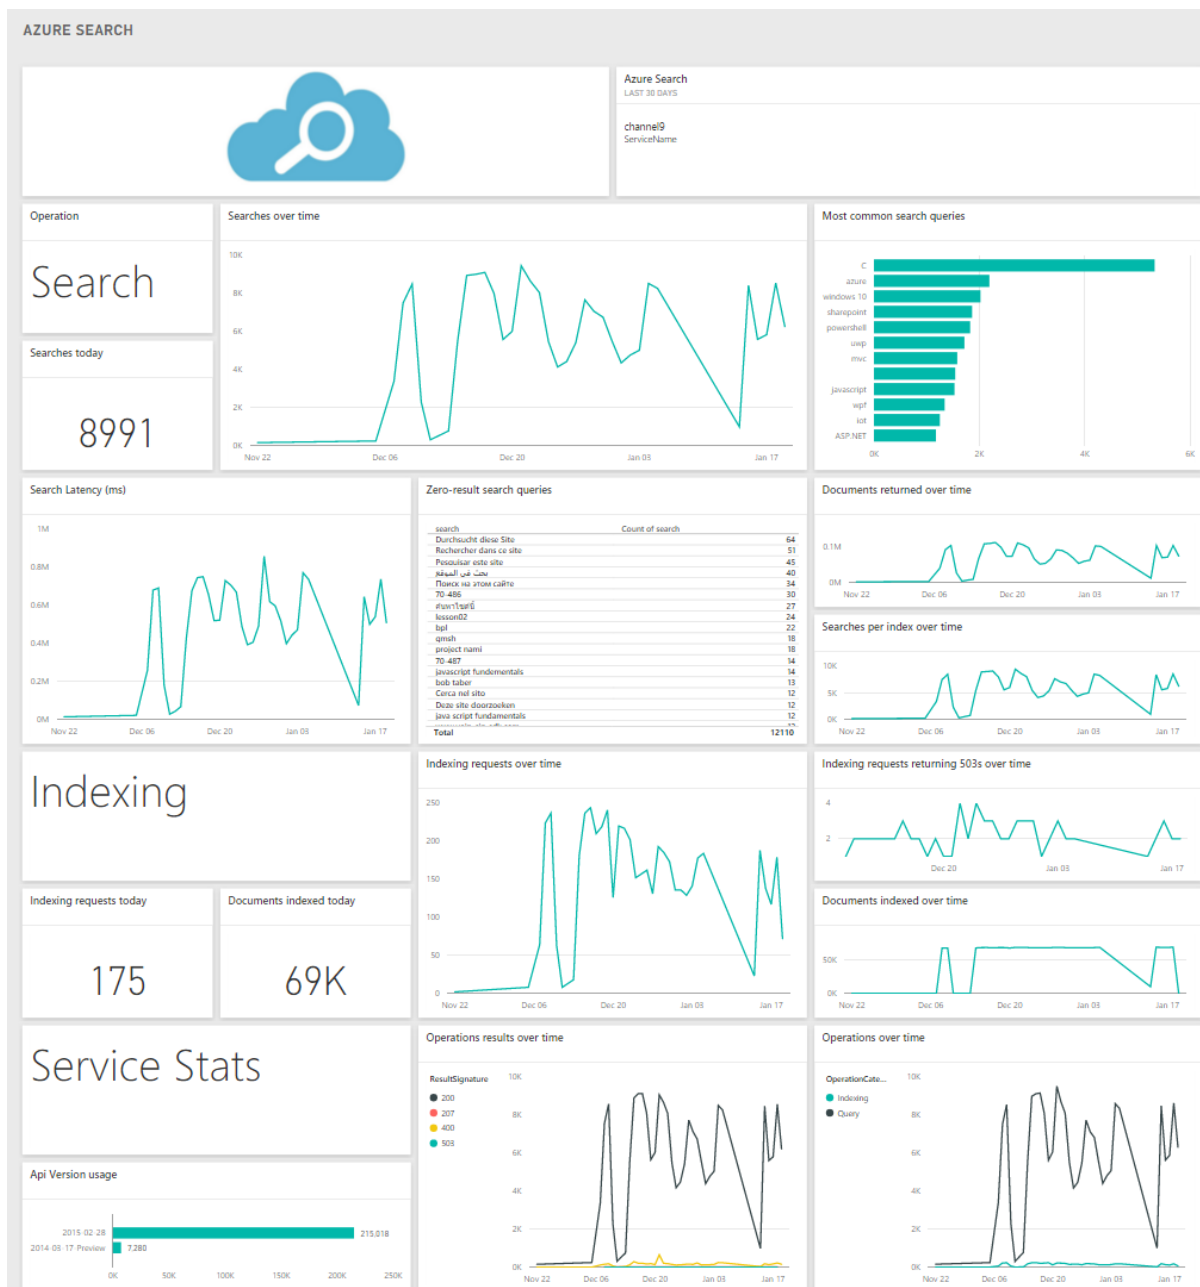 AZURE SEARCH
Azure Search
LAST 30 DAYS
channel9
ServiceName
Operation
Search
Searches today
8991
Searches over time
10K
8K
6K
4K
2K
0K
Nov 22 Dec 06 Dec 20 Jan 03 Jan 17
Most common search queries
C
azure
windows 10
sharepoint
powershell
uwp
mvc
javascript
wpf
iot
ASP.NET
0K 2K 4K 6K
Search Latency (ms)
1M
0.8M
0.6M
0.4M
0.2M
0M
Nov 22 Dec 06 Dec 20 Jan 03 Jan 17
Zero-result search queries
search Count of search
Durchsucht diese Site 64
Rechercher dans ce site 51
Pesquisar este site 45
بحث في الموقع 40
Поиск на этом сайте 34
70-486 30
ค้นหาไซต์นี้ 27
lesson02 24
bpl 22
qmsh 18
project nami 18
70-487 14
javascript fundementals 14
bob taber 13
Cerca nel sito 12
Deze site doorzoeken 12
java script fundamentals 12
Total 12110
Documents returned over time
0.1M
0M
Nov 22 Dec 06 Dec 20 Jan 03 Jan 17
Searches per index over time
10K
5K
0K
Nov 22 Dec 06 Dec 20 Jan 03 Jan 17
Indexing
Indexing requests today
175
Documents indexed today
69K
Indexing requests over time
250
200
150
100
50
0
Nov 22 Dec 06 Dec 20 Jan 03 Jan 17
Indexing requests returning 503s over time
4
2
Dec 20 Jan 03 Jan 17
Documents indexed over time
50K
0K
Nov 22 Dec 06 Dec 20 Jan 03 Jan 17
Service Stats
Api Version usage
2015-02-28 215,018
2014-03-17-Preview 7,280
0K 50K 100K 150K 200K 250K
Operations results over time
ResultSignature
200
207
400
503
10K
8K
6K
4K
2K
0K
Nov 22 Dec 06 Dec 20 Jan 03 Jan 17
Operations over time
OperationCate...
Indexing
Query
10K
8K
6K
4K
2K
0K
Nov 22 Dec 06 Dec 20 Jan 03 Jan 17